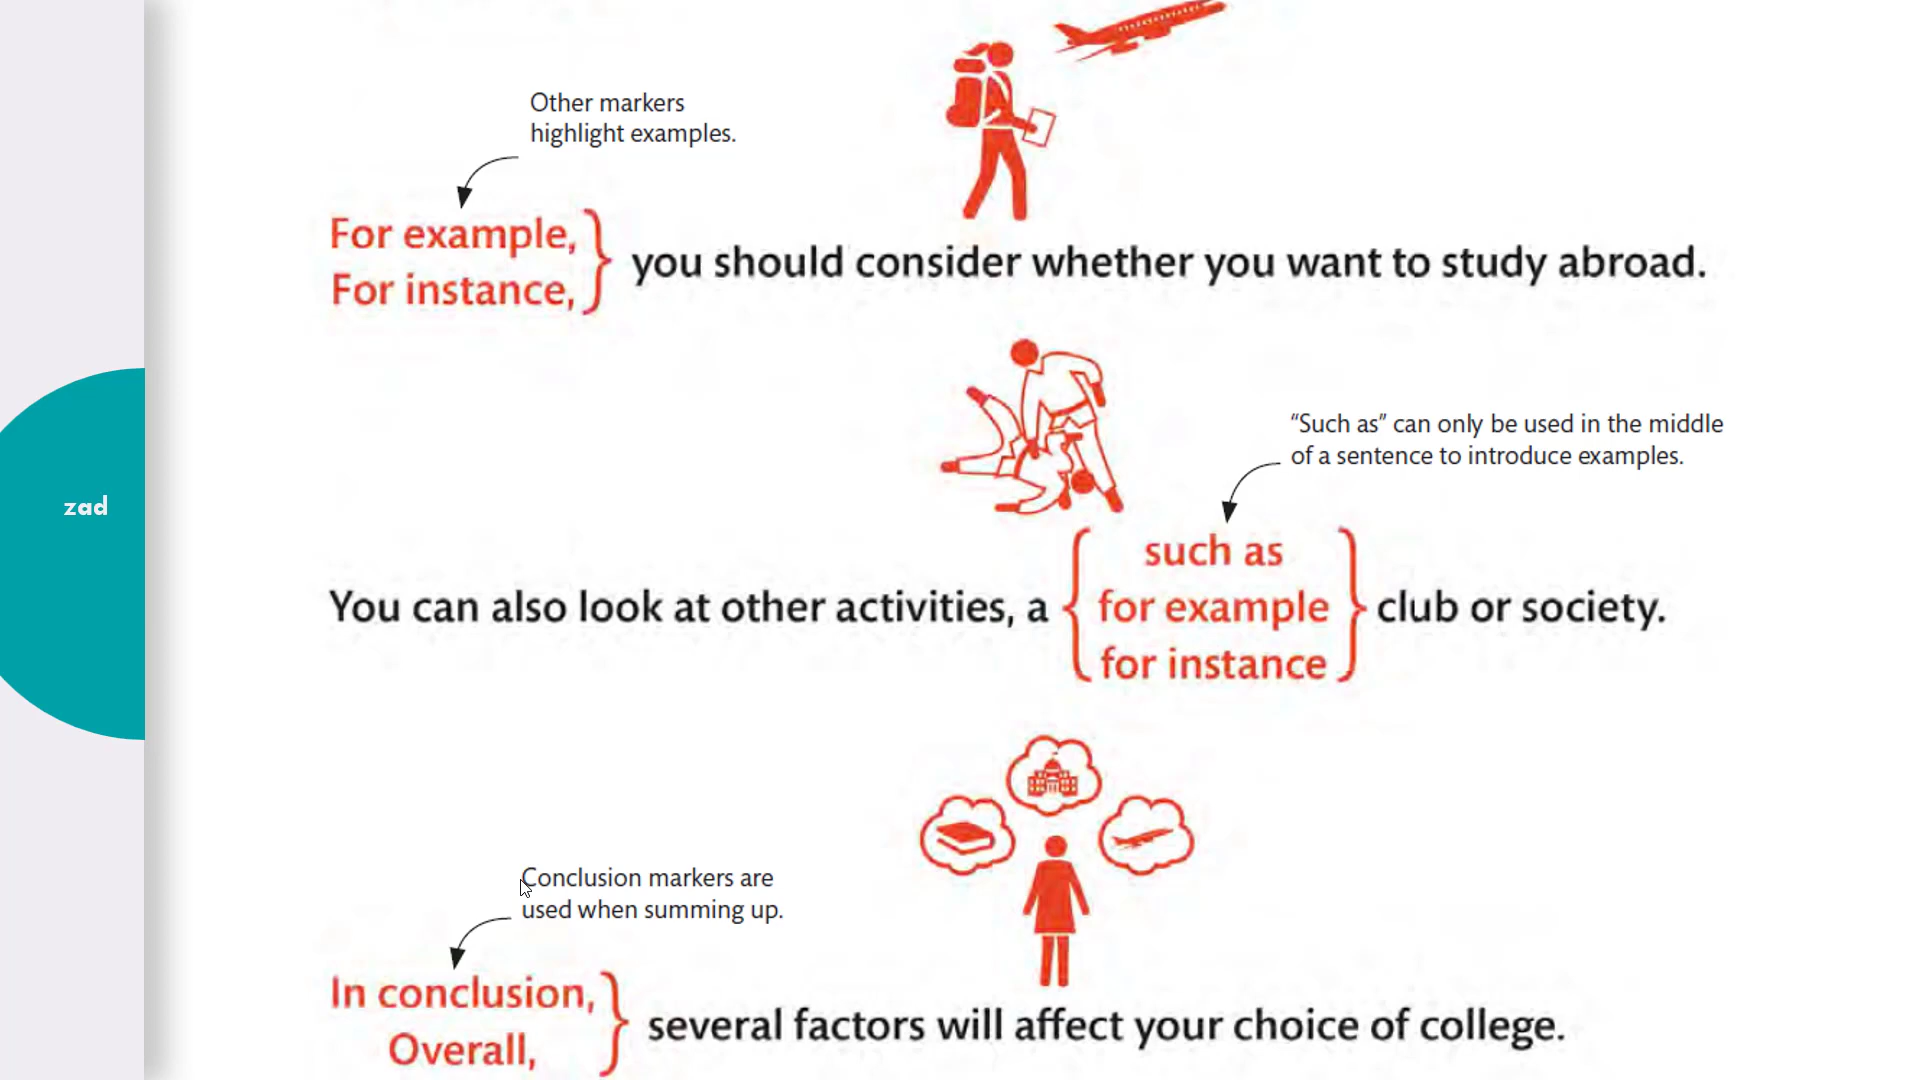 Other markers
highlight examples.
For example,
For instance,
you should consider whether you want to study abroad.
zad
“Such as” can only be used in the middle
of a sentence to introduce examples.
You can also look at other activities, a
such as
for example
for instance
club or society.
Conclusion markers are
used when summing up.
In conclusion,
Overall,
several factors will affect your choice of college.